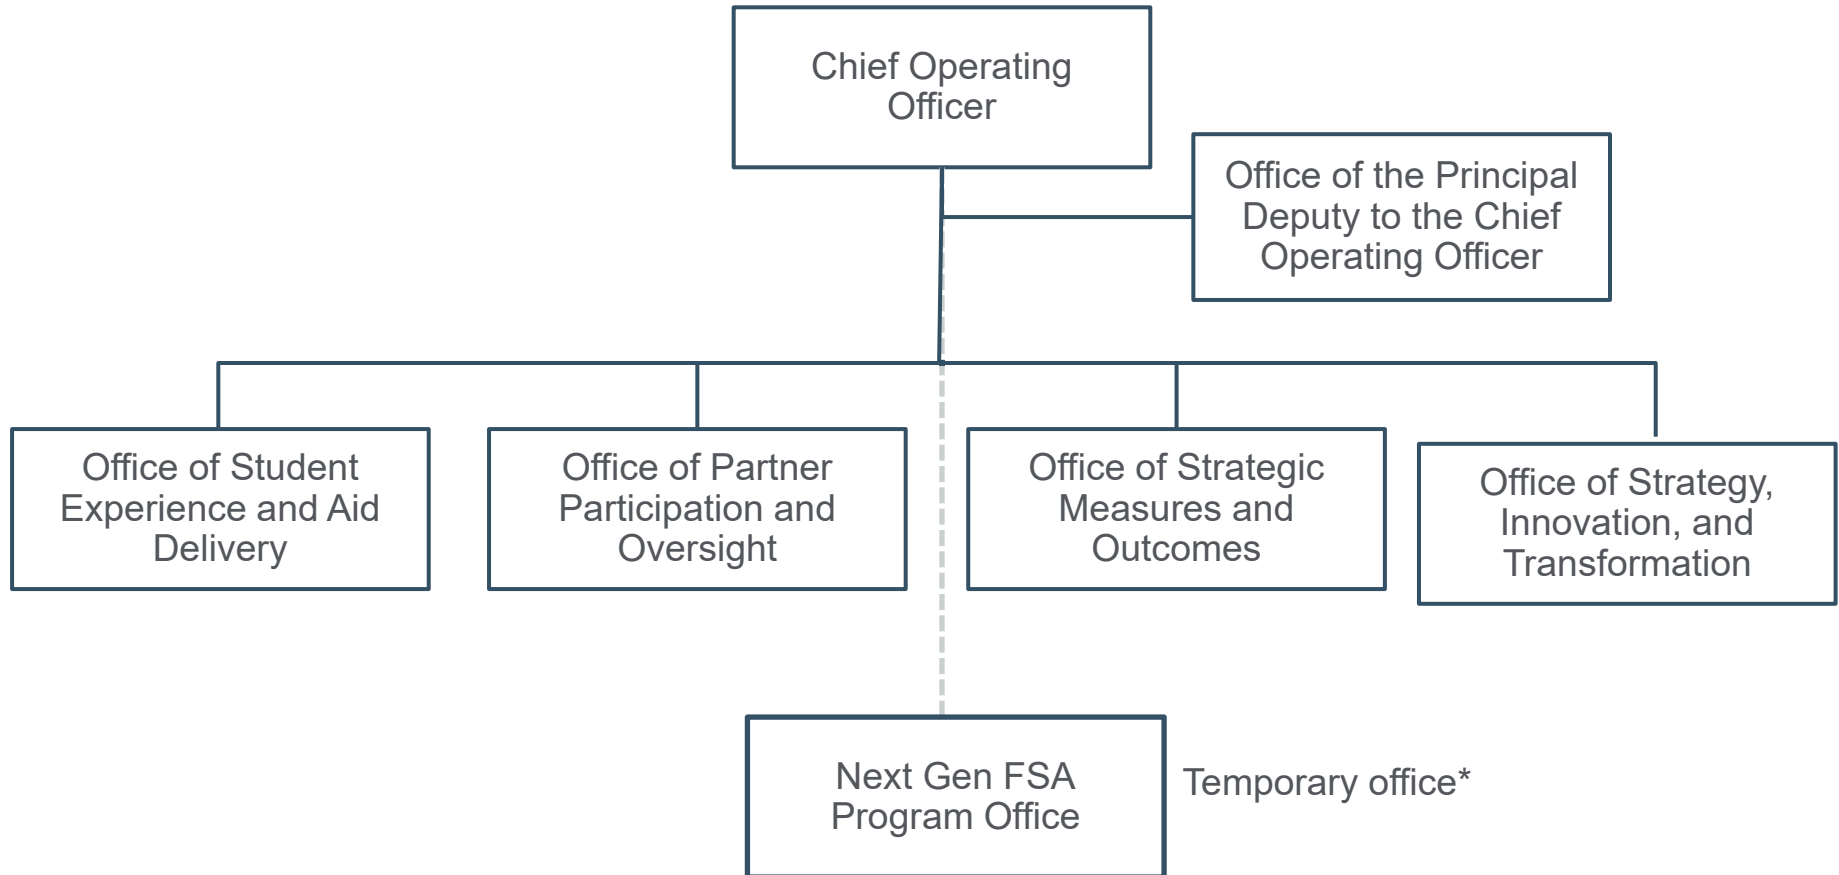 Chief Operating
Officer
Office of the Principal
Deputy to the Chief
Operating Officer
Office of Student
Experience and Aid
Delivery
Office of Partner
Participation and
Oversight
Office of Strategic
Measures and
Outcomes
Office of Strategy,
Innovation, and
Transformation
Next Gen FSA
Program Office
Temporary office*